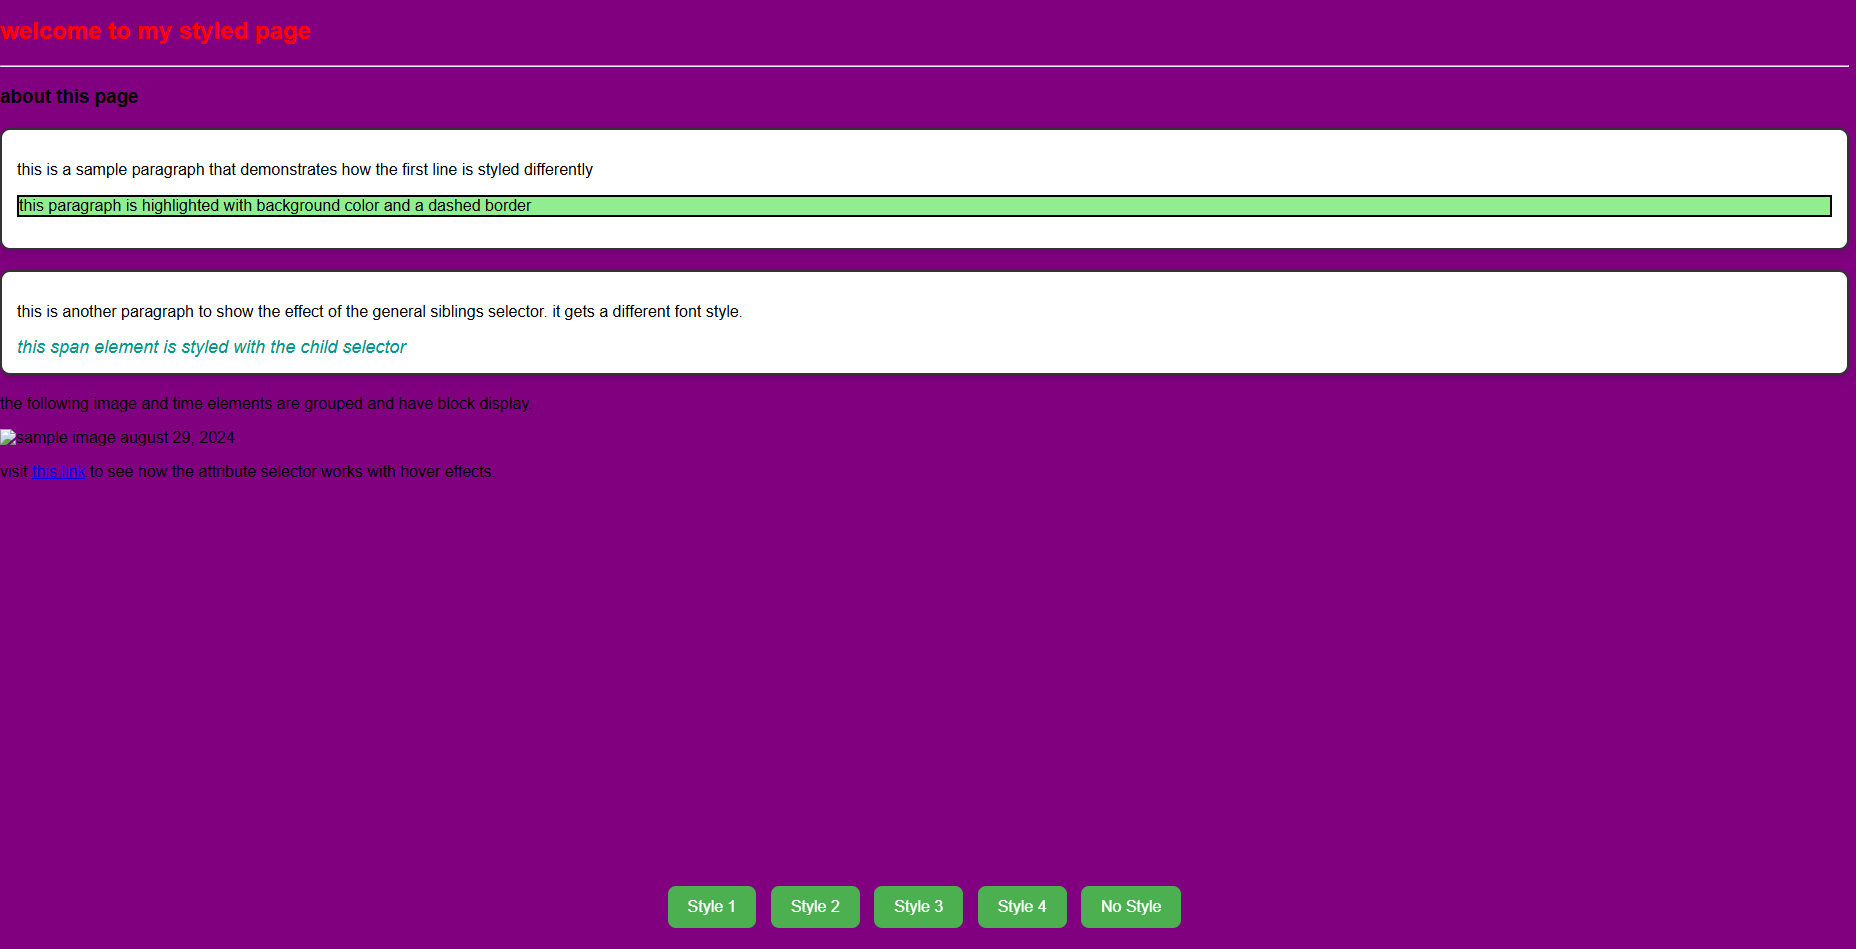 welcome to my styled page
about this page
this is a sample paragraph that demonstrates how the first line is styled differently
this paragraph is highlighted with background color and a dashed border
this is another paragraph to show the effect of the general siblings selector. it gets a different font style.
this span element is styled with the child selector
the following image and time elements are grouped and have block display.
sample image august 29, 2024
visit this link to see how the attribute selector works with hover effects.
Style 1 Style 2 Style 3 Style 4 No Style